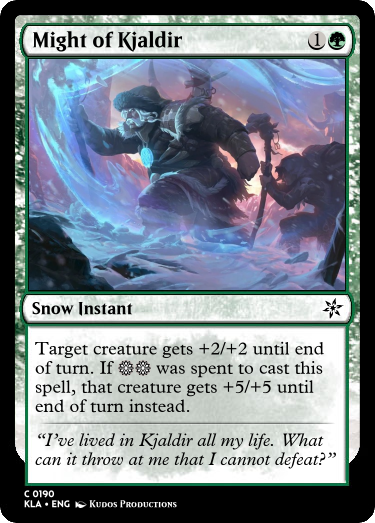 Might of Kjaldir 1
Snow Instant
Target creature gets +2/+2 until end
of turn. If was spent to cast this
spell, that creature gets +5/+5 until
end of turn instead.
“I’ve lived in Kjaldir all my life. What
can it throw at me that I cannot defeat?”
C 0190
KLA • ENG Kudos Productions